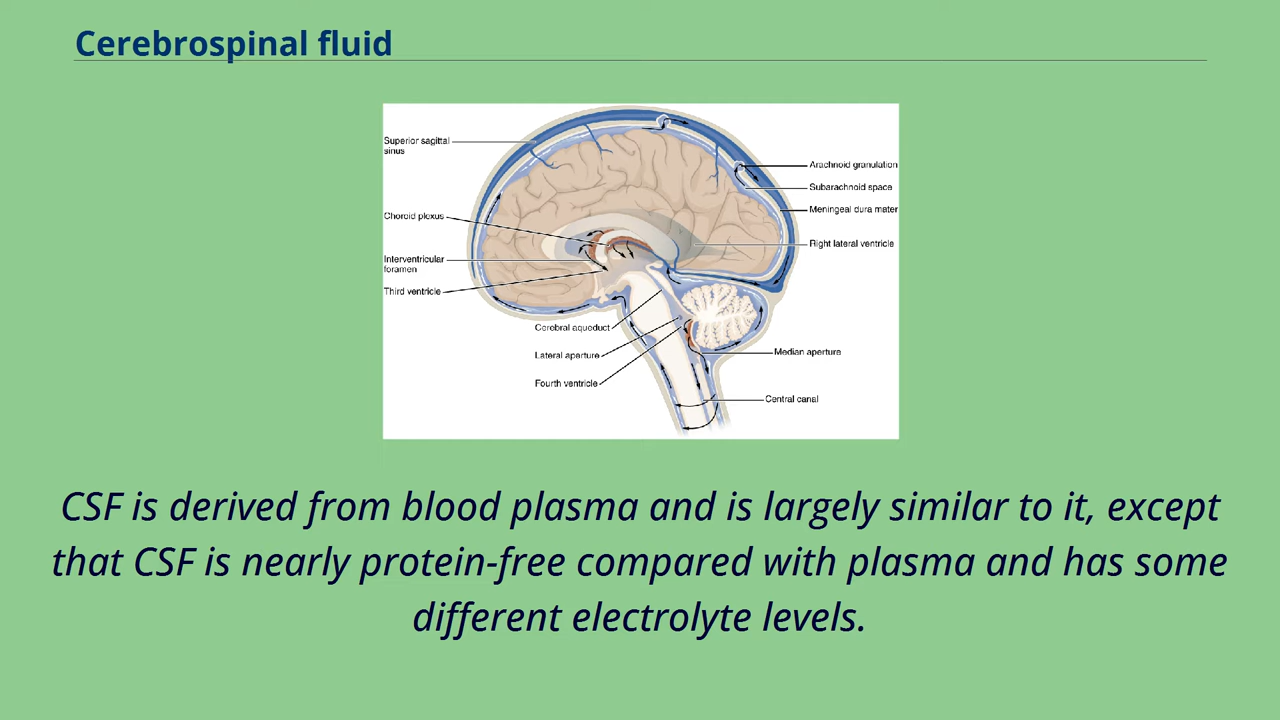 Cerebrospinal fluid
Superior sagittal
sinus
Choroid plexus
Interventricular
foramen
Third ventricle
Cerebral aqueduct
Lateral aperture
Fourth ventricle
Arachnoid granulation
Subarachnoid space
Meningeal dura mater
Right lateral ventricle
Median aperture
Central canal
CSF is derived from blood plasma and is largely similar to it, except
that CSF is nearly protein-free compared with plasma and has some
different electrolyte levels.